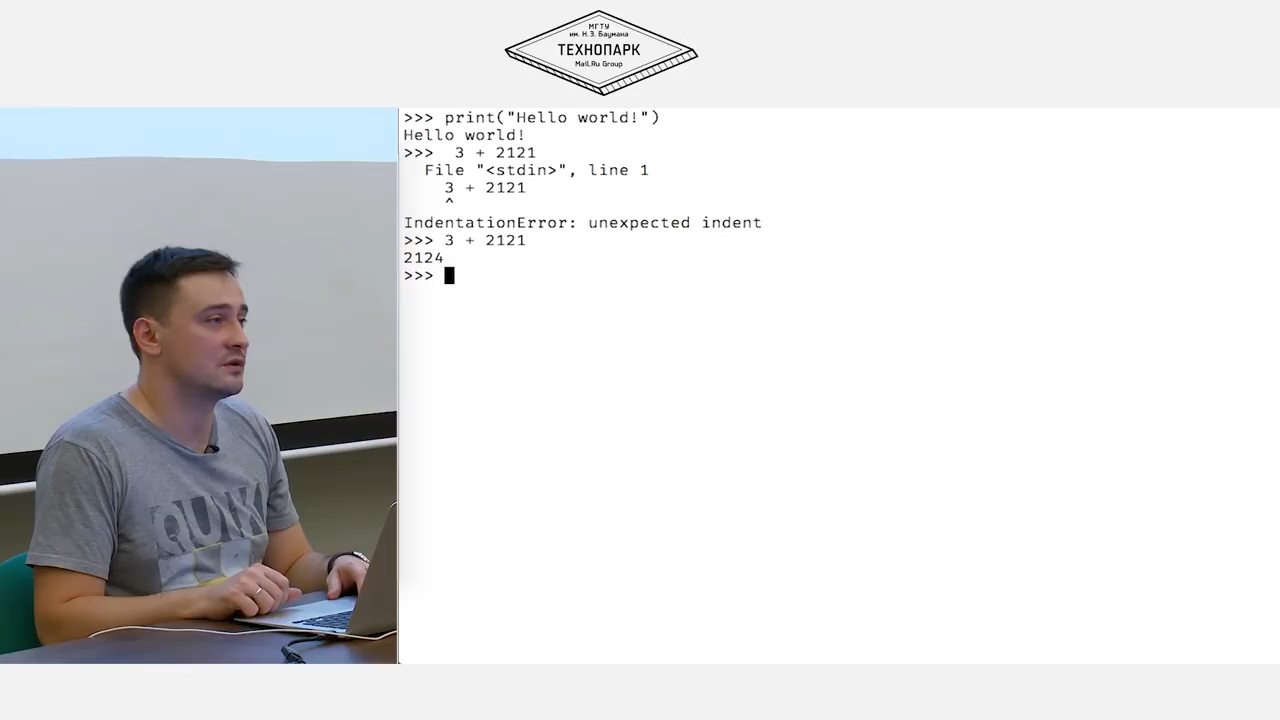 МГТУ
им. Н. Э. Баумана
ТЕХНОПАРК
Mail.Ru Group
>>> print("Hello world!")
Hello world!
>>>  3 + 2121
  File "<stdin>", line 1
    3 + 2121
    ^
IndentationError: unexpected indent
>>> 3 + 2121
2124
>>>